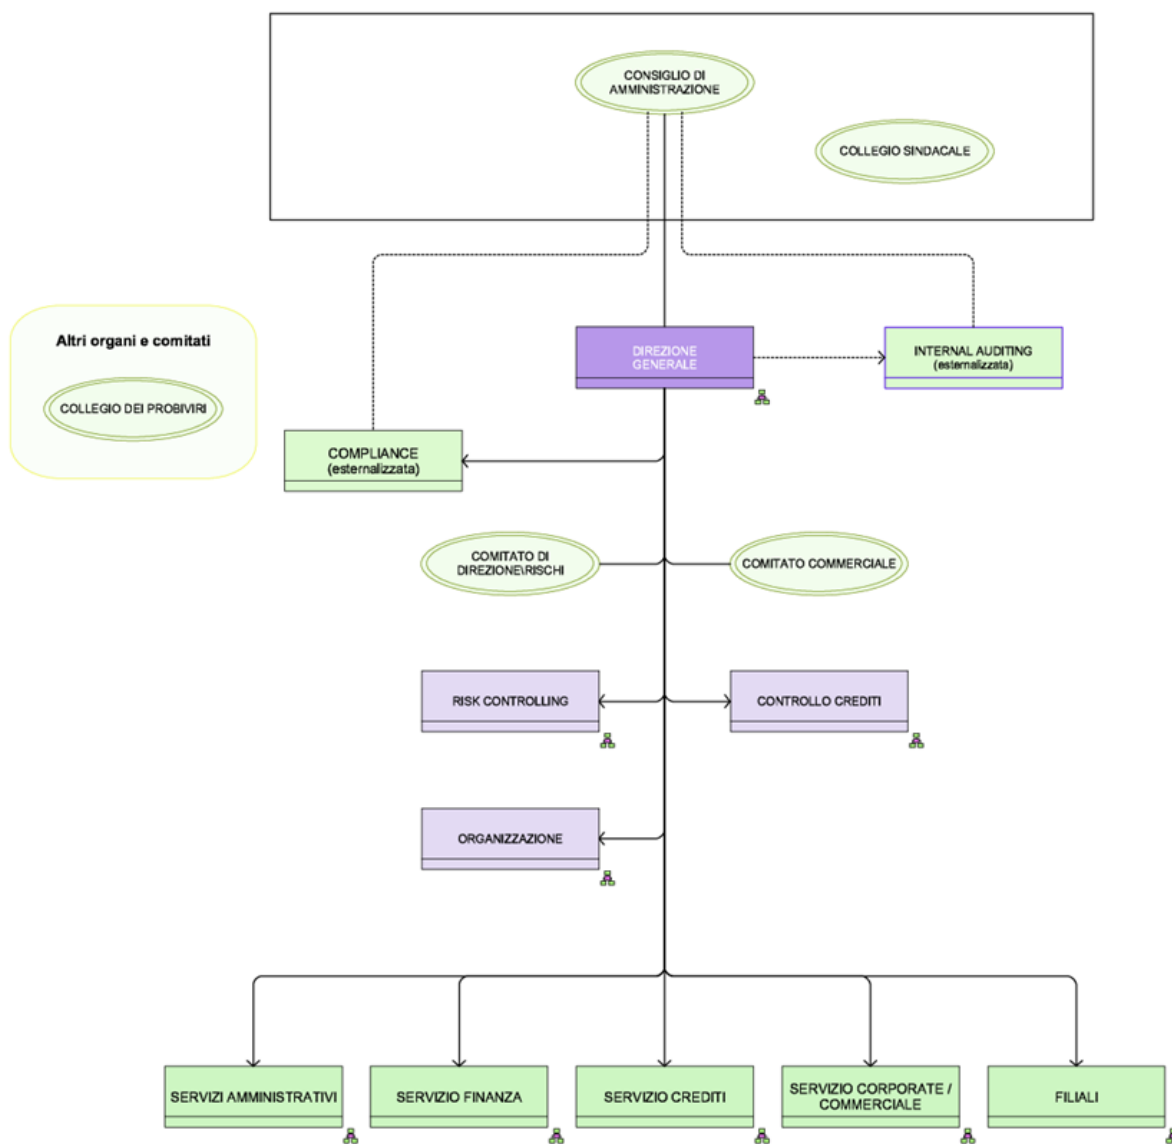 CONSIGLIO DI
AMMINISTRAZIONE
COLLEGIO SINDACALE
Altri organi e comitati
COLLEGIO DEI PROBIVIRI
DIREZIONE
GENERALE
INTERNAL AUDITING
(esternalizzata)
COMPLIANCE
(esternalizzata)
COMITATO DI
DIREZIONE\RISCHI
COMITATO COMMERCIALE
RISK CONTROLLING
CONTROLLO CREDITI
ORGANIZZAZIONE
SERVIZI AMMINISTRATIVI
SERVIZIO FINANZA
SERVIZIO CREDITI
SERVIZIO CORPORATE /
COMMERCIALE
FILIALI